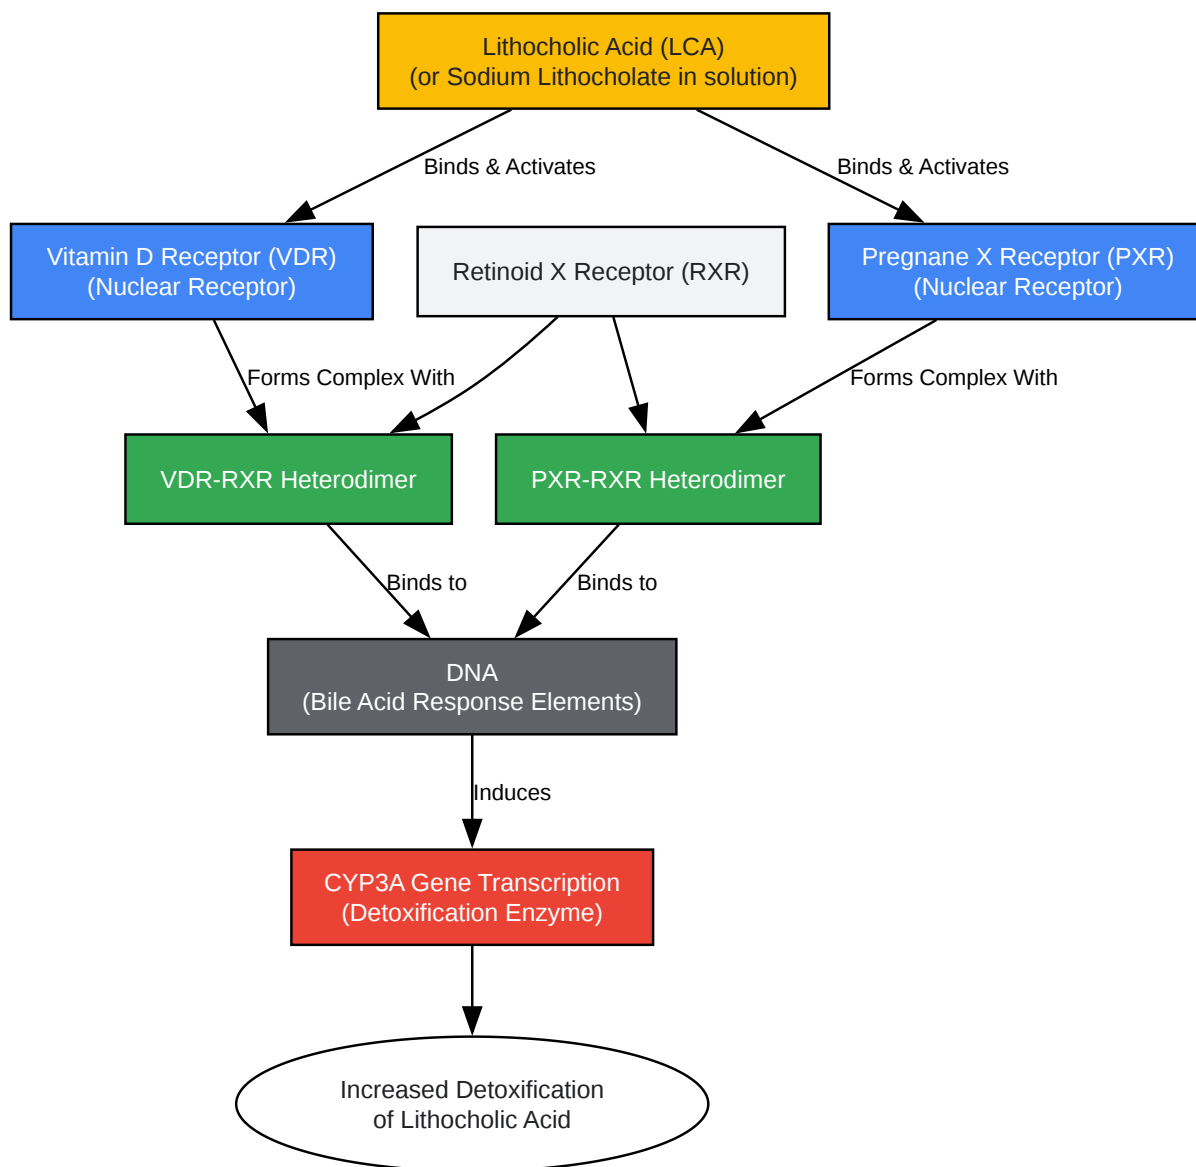 Lithocholic Acid (LCA)
(or Sodium Lithocholate in solution)
Binds & Activates
Binds & Activates
Vitamin D Receptor (VDR)
(Nuclear Receptor)
Retinoid X Receptor (RXR)
Pregnane X Receptor (PXR)
(Nuclear Receptor)
Forms Complex With
Forms Complex With
VDR-RXR Heterodimer
PXR-RXR Heterodimer
Binds to
Binds to
DNA
(Bile Acid Response Elements)
Induces
CYP3A Gene Transcription
(Detoxification Enzyme)
Increased Detoxification
of Lithocholic Acid